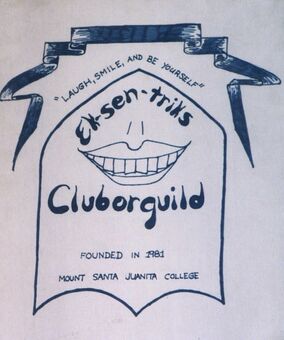 "LAUGH, SMILE, AND BE YOURSELF"
Ek-sen-triks
Cluborguild
FOUNDED IN 1981
MOUNT SANTA JUANITA COLLEGE